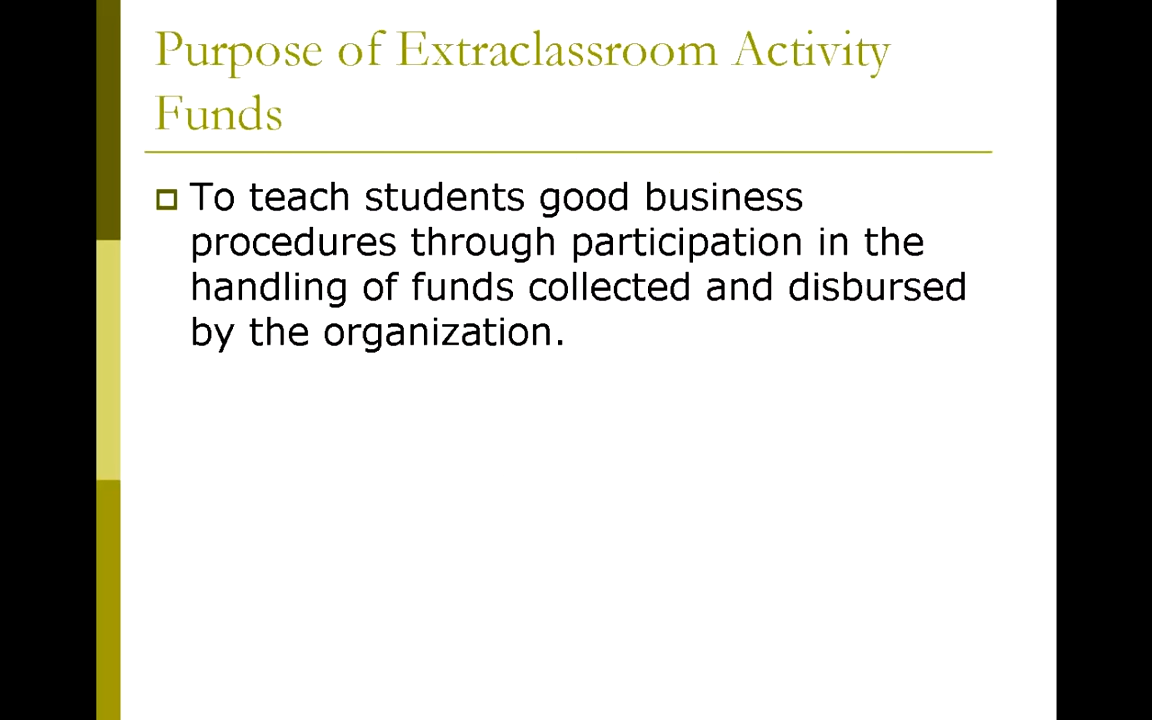 Purpose of Extraclassroom Activity
Funds
To teach students good business
procedures through participation in the
handling of funds collected and disbursed
by the organization.